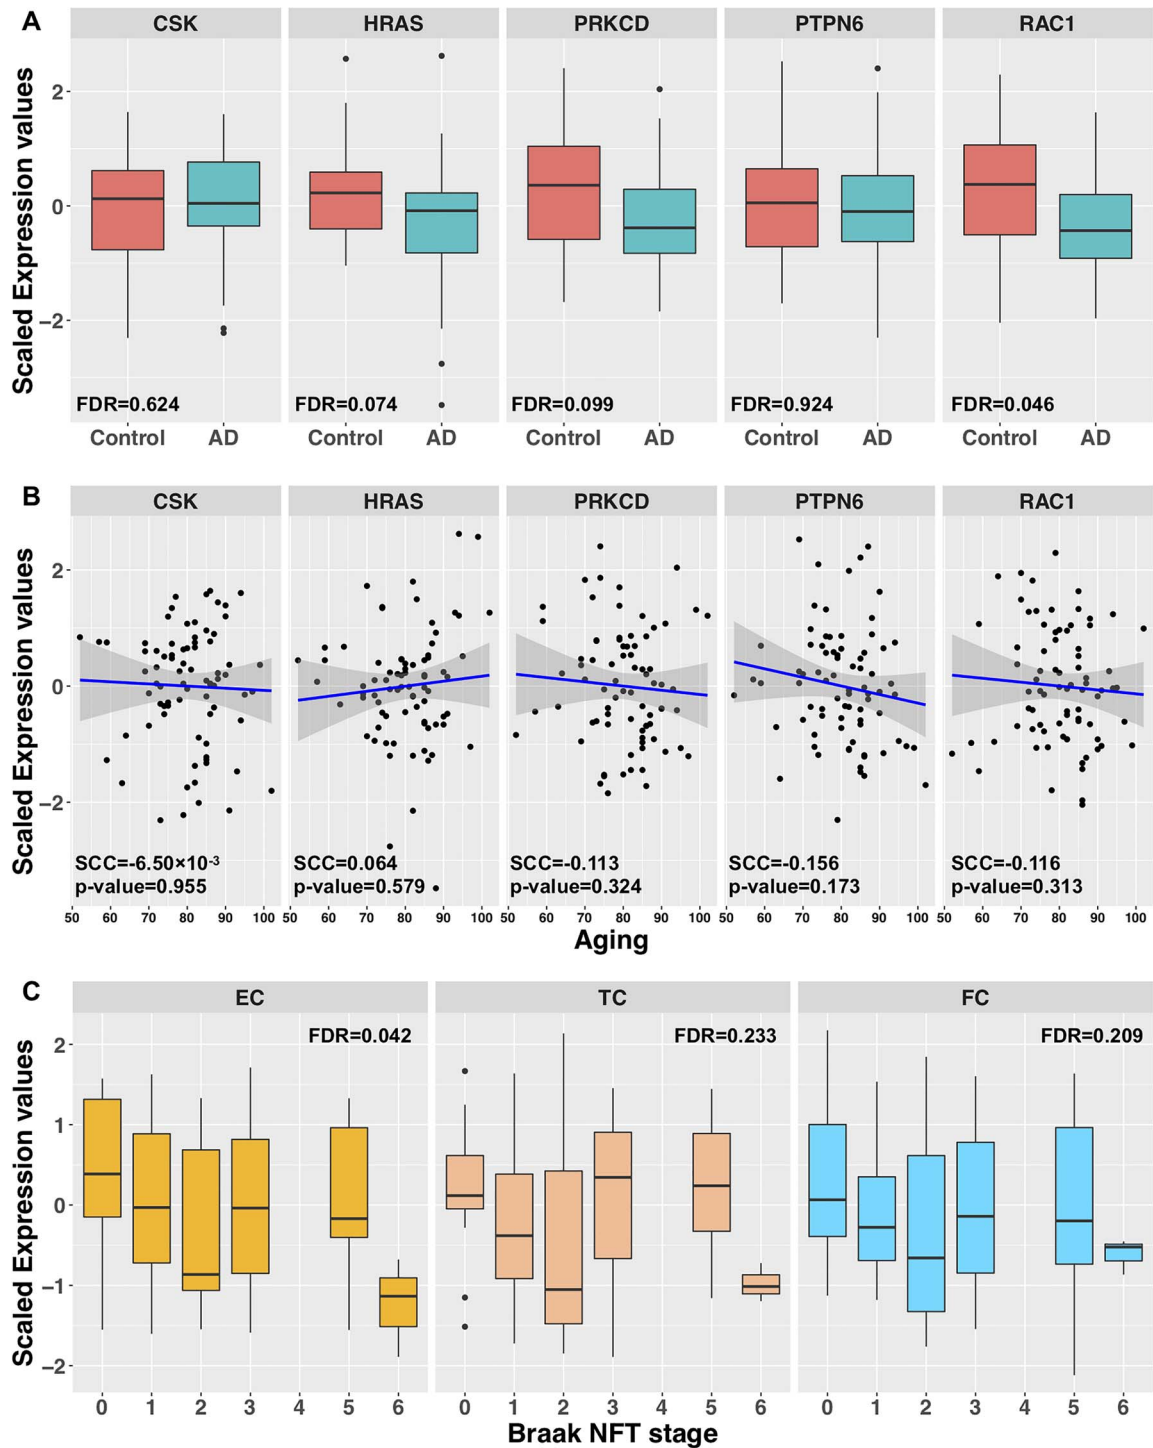 A
CSK HRAS PRKCD PTPN6 RAC1
Scaled Expression values
2
0
−2
FDR=0.624 FDR=0.074 FDR=0.099 FDR=0.924 FDR=0.046
Control AD Control AD Control AD Control AD Control AD
B
CSK HRAS PRKCD PTPN6 RAC1
Scaled Expression values
2
0
−2
SCC=-6.50×10⁻³ SCC=0.064 SCC=-0.113 SCC=-0.156 SCC=-0.116
p-value=0.955 p-value=0.579 p-value=0.324 p-value=0.173 p-value=0.313
50 60 70 80 90 100 50 60 70 80 90 100 50 60 70 80 90 100 50 60 70 80 90 100 50 60 70 80 90 100
Aging
C
EC TC FC
Scaled Expression values
FDR=0.042 FDR=0.233 FDR=0.209
2
1
0
−1
−2
0 1 2 3 4 5 6 0 1 2 3 4 5 6 0 1 2 3 4 5 6
Braak NFT stage